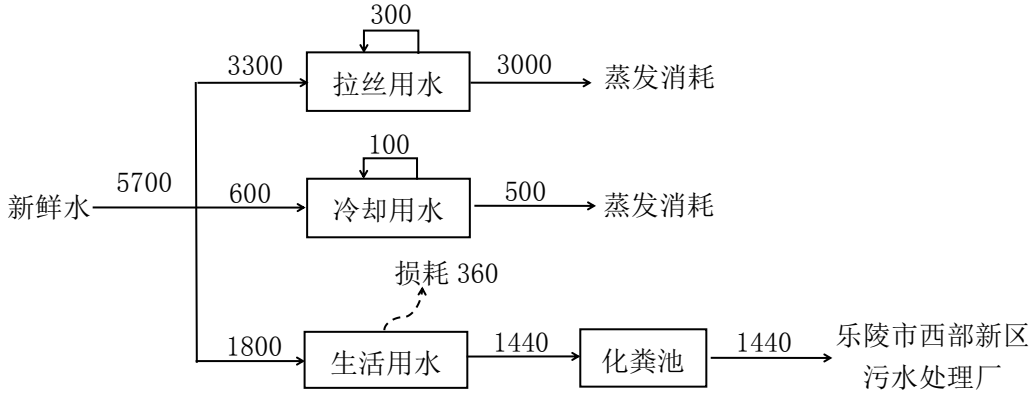 300
3300
拉丝用水
3000
蒸发消耗
100
新鲜水
5700
600
冷却用水
500
蒸发消耗
损耗 360
1800
生活用水
1440
化粪池
1440
乐陵市西部新区
污水处理厂